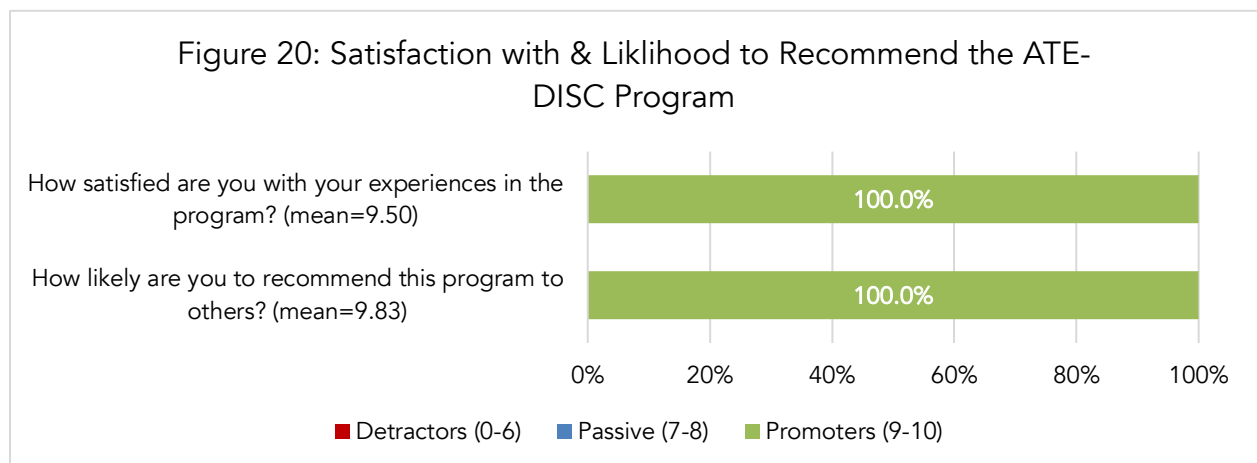 Figure 20: Satisfaction with & Liklihood to Recommend the ATE-
DISC Program
How satisfied are you with your experiences in the
program? (mean=9.50)
100.0%
How likely are you to recommend this program to
others? (mean=9.83)
100.0%
0% 20% 40% 60% 80% 100%
Detractors (0-6) Passive (7-8) Promoters (9-10)